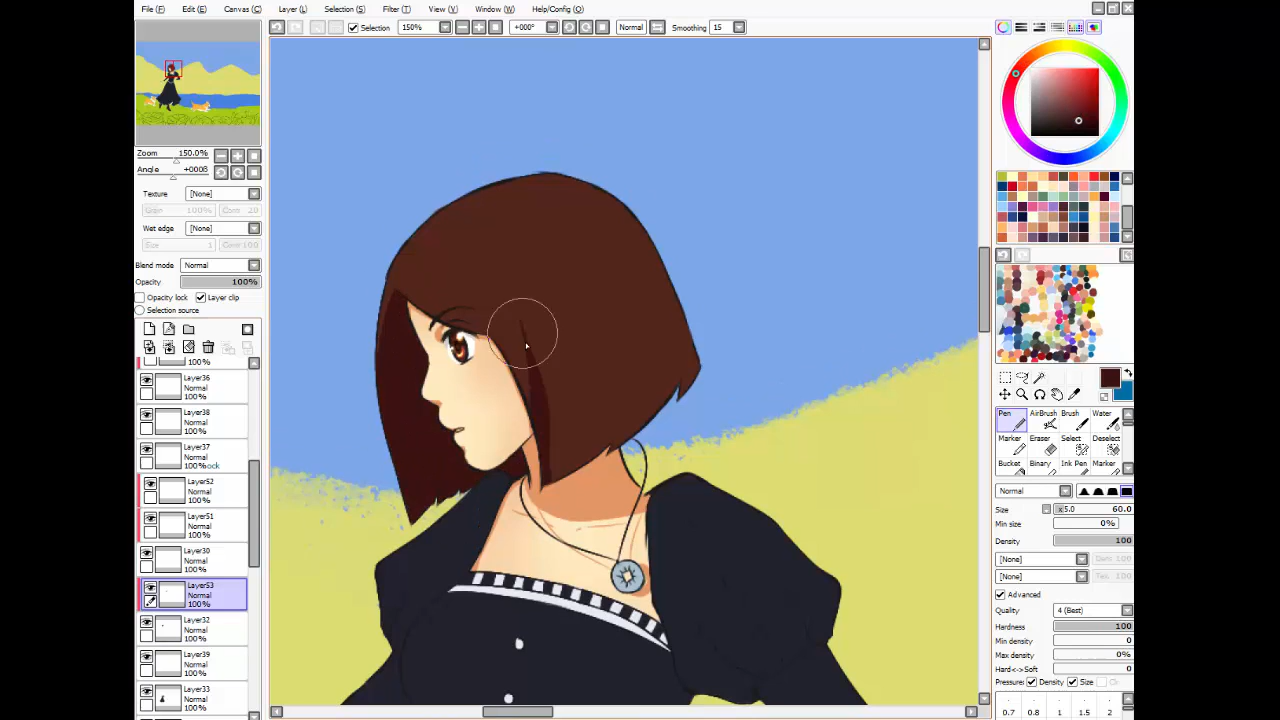 File (F) Edit (E) Canvas (C) Layer (L) Selection (S) Filter (T) View (V) Window (W) Help/Config (O)
Selection 150% +000° Normal Smoothing 15
Zoom 150.0%
Angle +0008
Texture [None]
Wet edge [None]
Size 1
Blend mode Normal
Opacity 100%
Opacity lock Layer clip
Selection source
100%
Layer36
Normal
100%
Layer38
Normal
100%
Layer37
Normal
100%
Layer52
Normal
100%
Layer51
Normal
100%
Layer30
Normal
100%
Layer53
Normal
100%
Layer32
Normal
100%
Layer39
Normal
100%
Layer33
Normal
100%
Pen AirBrush Brush Water
Marker Eraser Select Deselect
Bucket Binary Ink Pen Marker
Normal
Size x5.0 60.0
Min size 0%
Density 100
[None]
[None]
Advanced
Quality 4 (Best)
Hardness 100
Min density 0
Max density 0%
Hard<->Soft 0
Pressure: Density Size
0.7 0.8 1 1.5 2